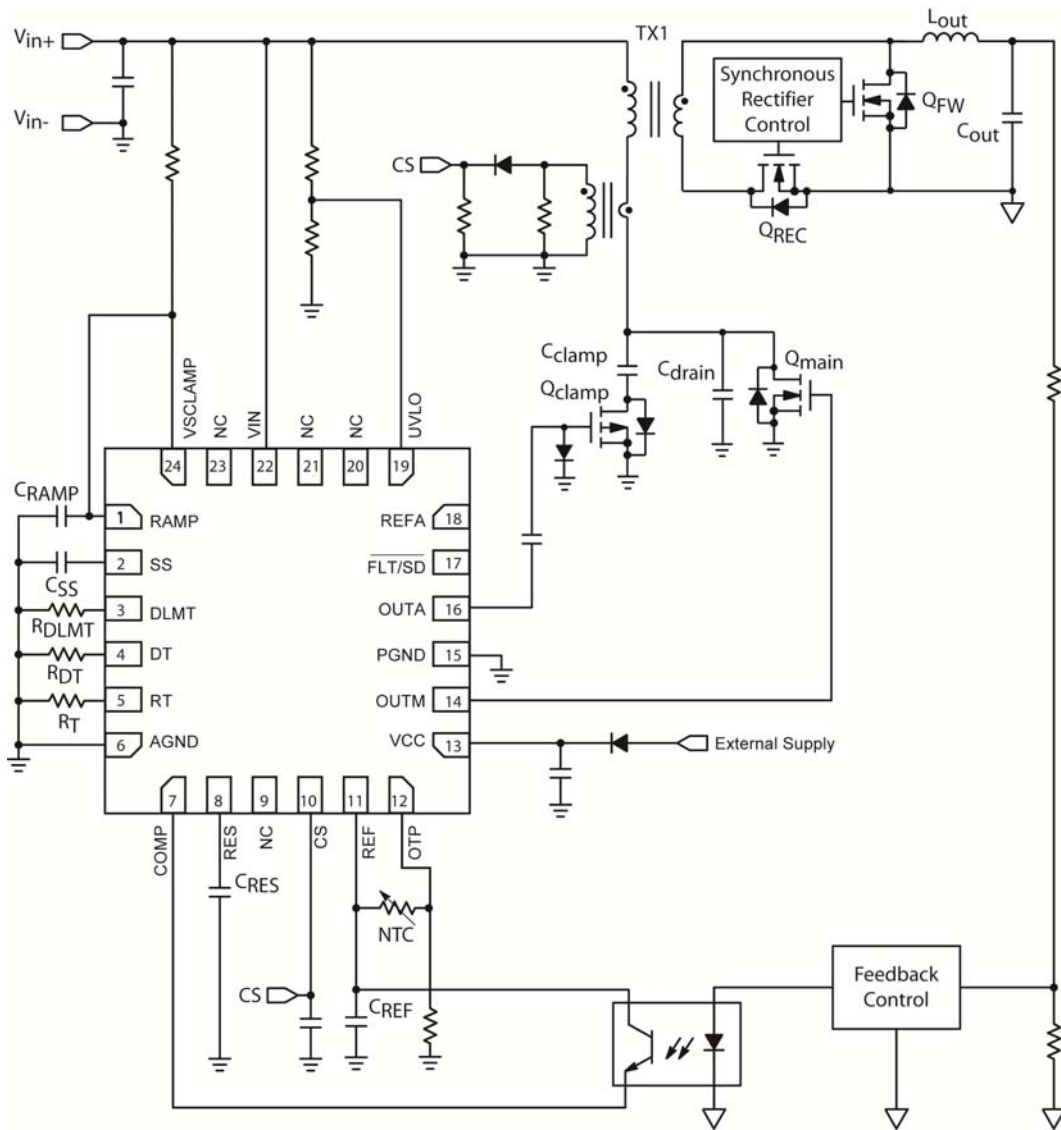 Vin+
Vin-
TX1
Lout
Synchronous
Rectifier
Control
QFW
Cout
QREC
CS
Cclamp
Qclamp
Cdrain
Qmain
VSCLAMP
NC
VIN
NC
NC
UVLO
24
23
22
21
20
19
CRAMP
1
RAMP
REFA
18
2
SS
FLT/SD
17
CSS
3
DLMT
OUTA
16
RDLMT
4
DT
PGND
15
RDT
5
RT
OUTM
14
RT
6
AGND
VCC
13
External Supply
7
8
9
10
11
12
COMP
RES
NC
CS
REF
OTP
CRES
NTC
CS
CREF
Feedback
Control